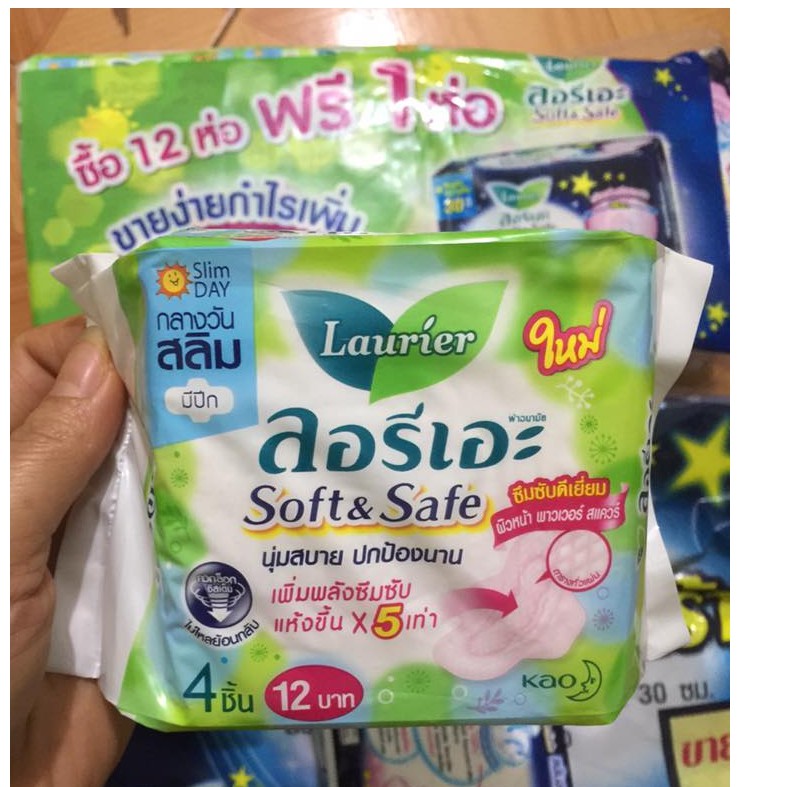 ซื้อ 12 ห่อ ฟรี 1 ห่อ
Laurier
ลอรีเอะ
Soft & Safe
ขายง่ายกำไรเพิ่ม
Laurier
Slim
DAY
กลางวัน
สลิม
มีปีก
Laurier
ใหม่
ผ้าอนามัย
ลอรีเอะ
Soft & Safe
ซึมซับดีเยี่ยม
ผิวหน้า พาวเวอร์ สแควร์
นุ่มสบาย ปกป้องนาน
เพิ่มพลังซึมซับ
แห้งขึ้น X 5 เท่า
ไม่ไหลย้อนกลับ
4 ชิ้น
12 บาท
Kao
30 ซม.